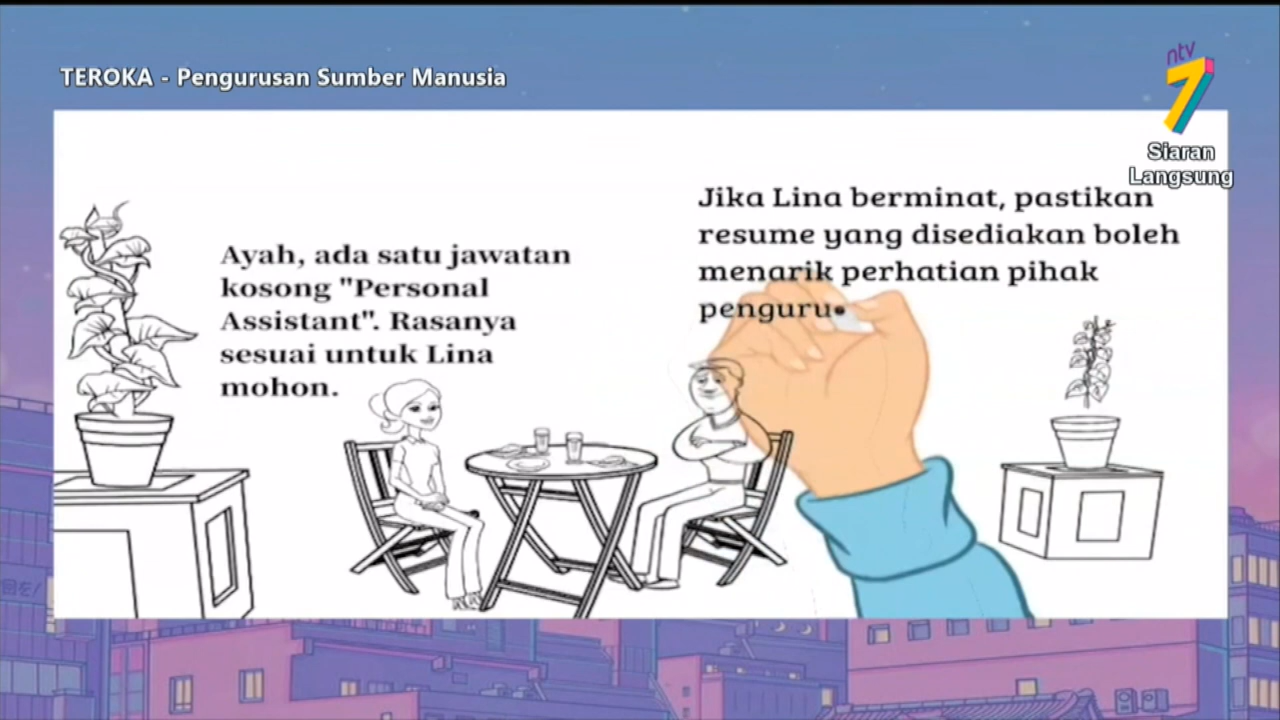 TEROKA - Pengurusan Sumber Manusia
ntv
7
Siaran
Langsung
Ayah, ada satu jawatan
kosong "Personal
Assistant". Rasanya
sesuai untuk Lina
mohon.
Jika Lina berminat, pastikan
resume yang disediakan boleh
menarik perhatian pihak
penguru